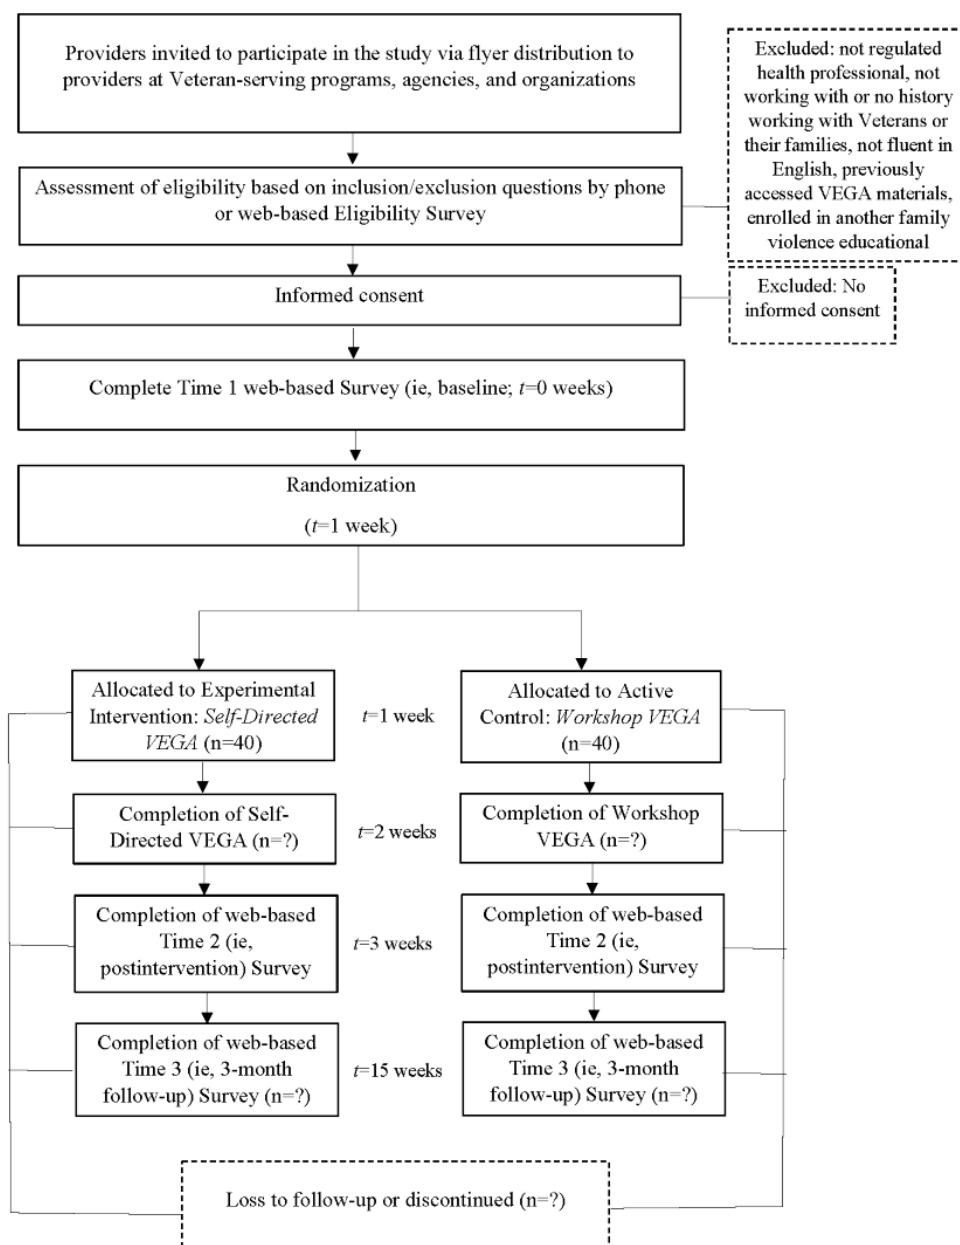 Providers invited to participate in the study via flyer distribution to
providers at Veteran-serving programs, agencies, and organizations
Excluded: not regulated
health professional, not
working with or no history
working with Veterans or
their families, not fluent in
English, previously
accessed VEGA materials,
enrolled in another family
violence educational
Assessment of eligibility based on inclusion/exclusion questions by phone
or web-based Eligibility Survey
Informed consent
Excluded: No
informed consent
Complete Time 1 web-based Survey (ie, baseline; t=0 weeks)
Randomization
(t=1 week)
Allocated to Experimental
Intervention: Self-Directed
VEGA (n=40)
t=1 week
Allocated to Active
Control: Workshop VEGA
(n=40)
Completion of Self-
Directed VEGA (n=?)
t=2 weeks
Completion of Workshop
VEGA (n=?)
Completion of web-based
Time 2 (ie,
postintervention) Survey
t=3 weeks
Completion of web-based
Time 2 (ie,
postintervention) Survey
Completion of web-based
Time 3 (ie, 3-month
follow-up) Survey (n=?)
t=15 weeks
Completion of web-based
Time 3 (ie, 3-month
follow-up) Survey (n=?)
Loss to follow-up or discontinued (n=?)